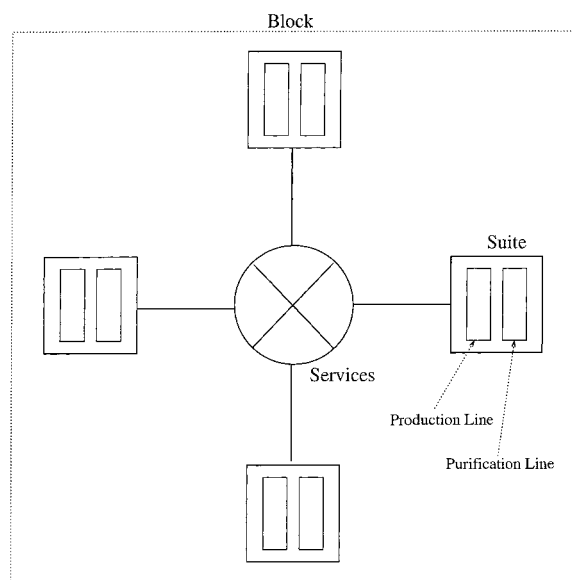 Block
Suite
Services
Production Line
Purification Line